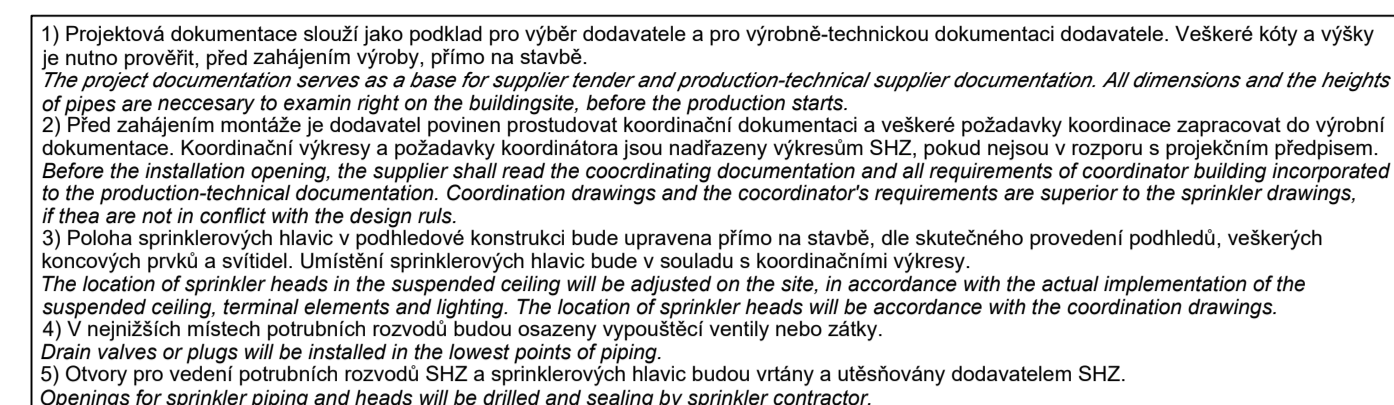 1) Projektová dokumentace slouží jako podklad pro výběr dodavatele a pro výrobně-technickou dokumentaci dodavatele. Veškeré kóty a výšky
je nutno prověřit, před zahájením výroby, přímo na stavbě.
The project documentation serves as a base for supplier tender and production-technical supplier documentation. All dimensions and the heights
of pipes are neccesary to examin right on the buildingsite, before the production starts.
2) Před zahájením montáže je dodavatel povinen prostudovat koordinační dokumentaci a veškeré požadavky koordinace zapracovat do výrobní
dokumentace. Koordinační výkresy a požadavky koordinátora jsou nadřazeny výkresům SHZ, pokud nejsou v rozporu s projekčním předpisem.
Before the installation opening, the supplier shall read the coocrdinating documentation and all requirements of coordinator building incorporated
to the production-technical documentation. Coordination drawings and the cocordinator's requirements are superior to the sprinkler drawings,
if thea are not in conflict with the design ruls.
3) Poloha sprinklerových hlavic v podhledové konstrukci bude upravena přímo na stavbě, dle skutečného provedení podhledů, veškerých
koncových prvků a svítidel. Umístění sprinklerových hlavic bude v souladu s koordinačními výkresy.
The location of sprinkler heads in the suspended ceiling will be adjusted on the site, in accordance with the actual implementation of the
suspended ceiling, terminal elements and lighting. The location of sprinkler heads will be accordance with the coordination drawings.
4) V nejnižších místech potrubních rozvodů budou osazeny vypouštěcí ventily nebo zátky.
Drain valves or plugs will be installed in the lowest points of piping.
5) Otvory pro vedení potrubních rozvodů SHZ a sprinklerových hlavic budou vrtány a utěsňovány dodavatelem SHZ.
Openings for sprinkler piping and heads will be drilled and sealing by sprinkler contractor.